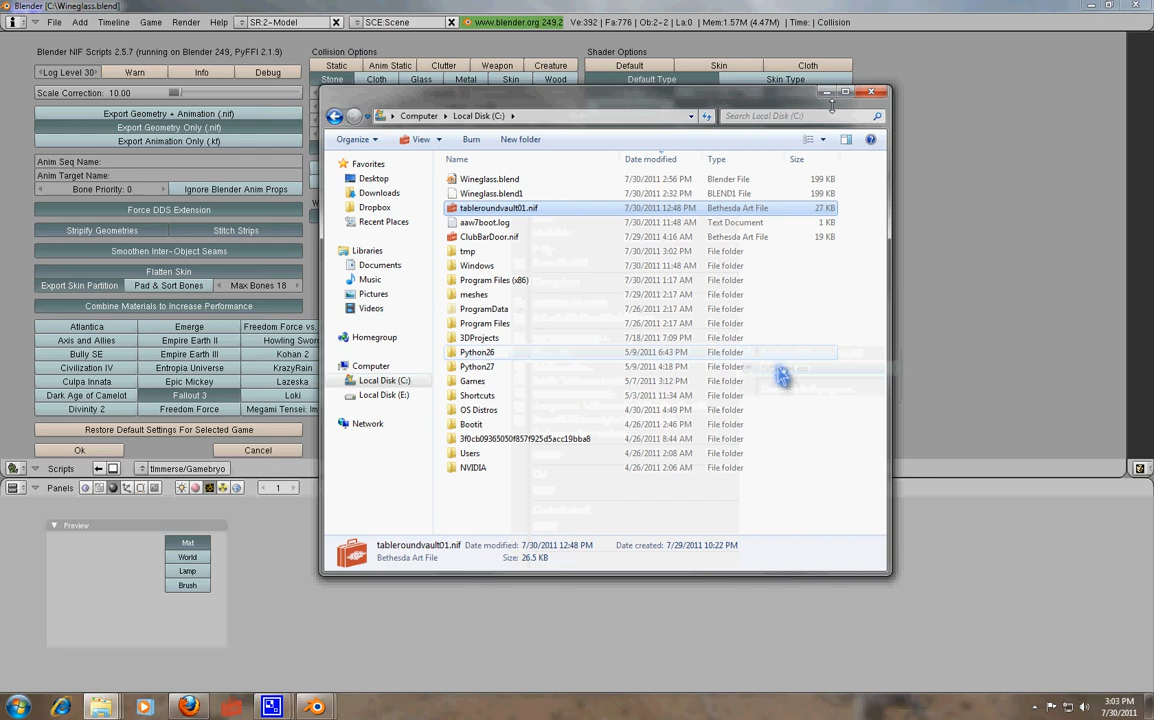 Blender [C:\Wineglass.blend]
File Add Timeline Game Render Help SR:2-Model SCE:Scene www.blender.org 249.2 Ve:392 | Fa:776 | Ob:2-2 | La:0 | Mem:1.57M (4.47M) | Time: | Collision
Blender NIF Scripts 2.5.7 (running on Blender 249, PyFFI 2.1.9)
Collision Options
Shader Options
Log Level 30 Warn Info Debug
Static Anim Static Clutter Weapon Creature
Default Skin Cloth
Stone Cloth Glass Metal Skin Wood
Default Type Skin Type
Scale Correction: 10.00
Export Geometry + Animation (.nif)
Export Geometry Only (.nif)
Export Animation Only (.kf)
Anim Seq Name:
Anim Target Name:
Bone Priority: 0 Ignore Blender Anim Props
Force DDS Extension
Stripify Geometries Stitch Strips
Smoothen Inter-Object Seams
Flatten Skin
Export Skin Partition Pad & Sort Bones Max Bones 18
Combine Materials to Increase Performance
Atlantica Emerge Freedom Force vs.
Axis and Allies Empire Earth II Howling Swor
Bully SE Empire Earth III Kohan 2
Civilization IV Entropia Universe KrazyRain
Culpa Innata Epic Mickey Lazeska
Dark Age of Camelot Fallout 3 Loki
Divinity 2 Freedom Force Megami Tensei: Im
Restore Default Settings For Selected Game
Ok Cancel
Scripts tImmerse/Gamebryo
Panels 1
Preview
Mat
World
Lamp
Brush
Computer Local Disk (C:) Search Local Disk (C:)
Organize View Burn New folder
Favorites
Desktop
Downloads
Dropbox
Recent Places
Libraries
Documents
Music
Pictures
Videos
Homegroup
Computer
Local Disk (C:)
Local Disk (E:)
Network
Name Date modified Type Size
Wineglass.blend 7/30/2011 2:56 PM Blender File 199 KB
Wineglass.blend1 7/30/2011 2:32 PM BLEND1 File 199 KB
tableroundvault01.nif 7/30/2011 12:48 PM Bethesda Art File 27 KB
aaw7boot.log 7/30/2011 11:48 AM Text Document 1 KB
ClubBarDoor.nif 7/29/2011 4:16 AM Bethesda Art File 19 KB
tmp 7/30/2011 3:02 PM File folder
Windows 7/30/2011 11:48 AM File folder
Program Files (x86) 7/30/2011 1:17 AM File folder
meshes 7/29/2011 2:17 AM File folder
ProgramData 7/26/2011 2:17 AM File folder
Program Files 7/26/2011 2:17 AM File folder
3DProjects 7/18/2011 7:09 PM File folder
Python26 5/9/2011 6:43 PM File folder
Python27 5/9/2011 4:18 PM File folder
Games 5/7/2011 3:12 PM File folder
Shortcuts 5/3/2011 11:34 AM File folder
OS Distros 4/30/2011 4:49 PM File folder
Bootit 4/26/2011 2:46 PM File folder
3f0cb09365050f857f925d5acc19bba8 4/26/2011 8:44 AM File folder
Users 4/26/2011 2:08 AM File folder
NVIDIA 4/26/2011 2:06 AM File folder
tableroundvault01.nif Date modified: 7/30/2011 12:48 PM Date created: 7/29/2011 10:22 PM
Bethesda Art File Size: 26.5 KB
3:03 PM
7/30/2011